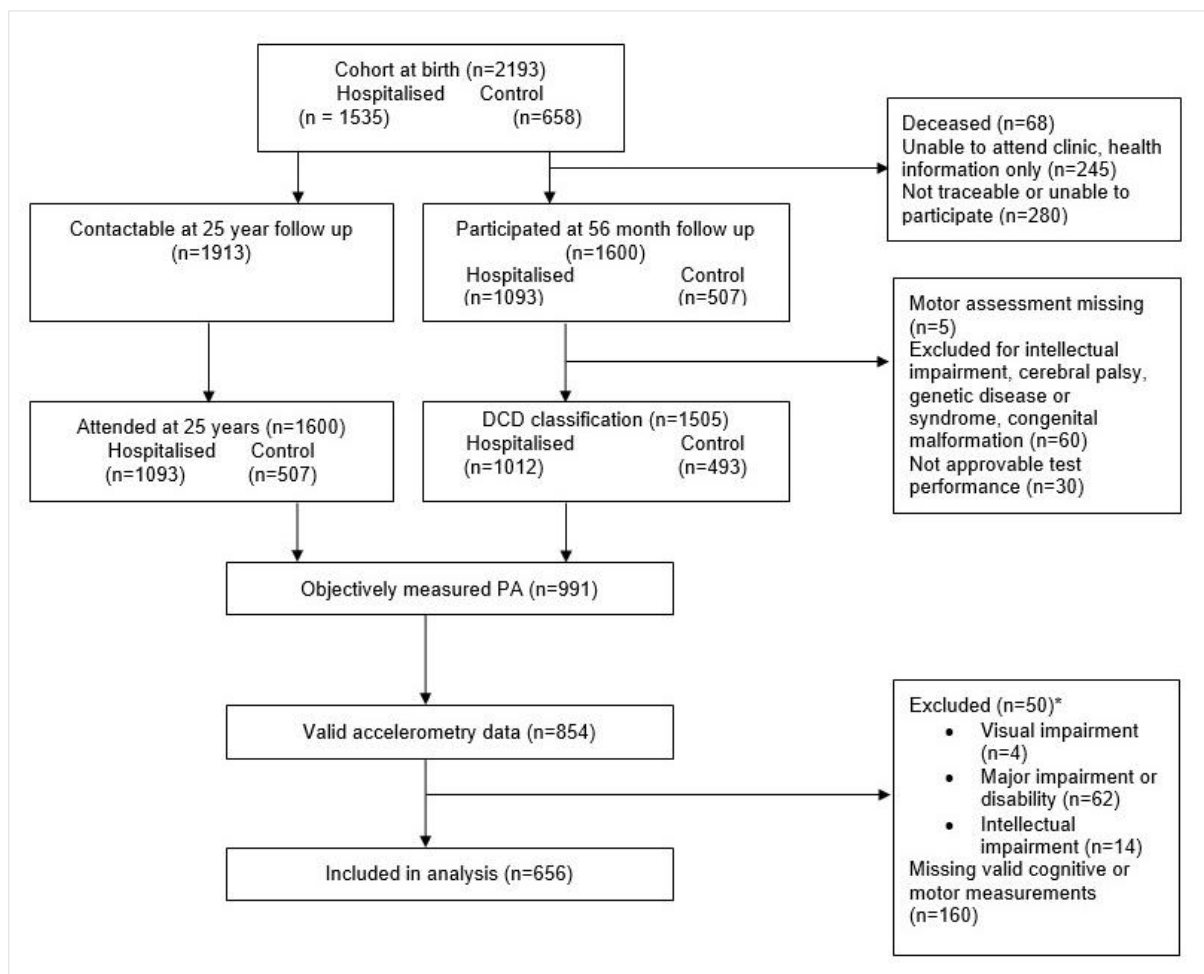 Cohort at birth (n=2193)
Hospitalised Control
(n = 1535) (n=658)
Deceased (n=68)
Unable to attend clinic, health
information only (n=245)
Not traceable or unable to
participate (n=280)
Contactable at 25 year follow up
(n=1913)
Participated at 56 month follow up
(n=1600)
Hospitalised Control
(n=1093) (n=507)
Motor assessment missing
(n=5)
Excluded for intellectual
impairment, cerebral palsy,
genetic disease or
syndrome, congenital
malformation (n=60)
Not approvable test
performance (n=30)
Attended at 25 years (n=1600)
Hospitalised Control
(n=1093) (n=507)
DCD classification (n=1505)
Hospitalised Control
(n=1012) (n=493)
Objectively measured PA (n=991)
Valid accelerometry data (n=854)
Excluded (n=50)*
• Visual impairment
(n=4)
• Major impairment or
disability (n=62)
• Intellectual
impairment (n=14)
Missing valid cognitive or
motor measurements
(n=160)
Included in analysis (n=656)